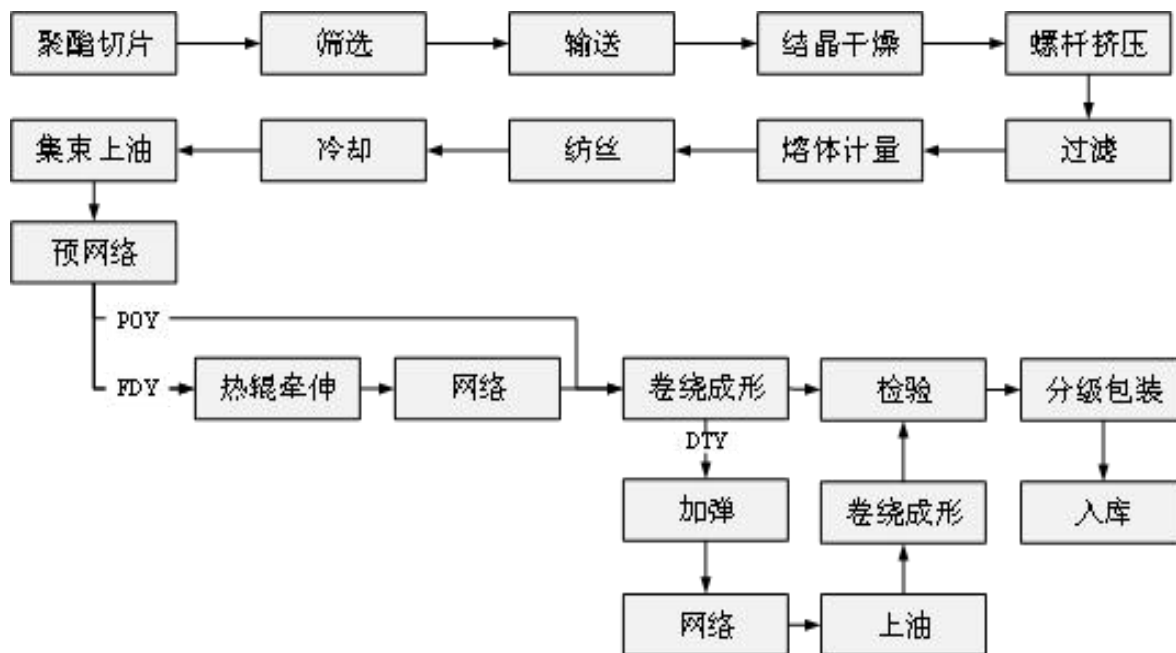 聚酯切片
筛选
输送
结晶干燥
螺杆挤压
集束上油
冷却
纺丝
熔体计量
过滤
预网络
POY
FDY
热辊牵伸
网络
卷绕成形
检验
分级包装
DTY
加弹
卷绕成形
入库
网络
上油